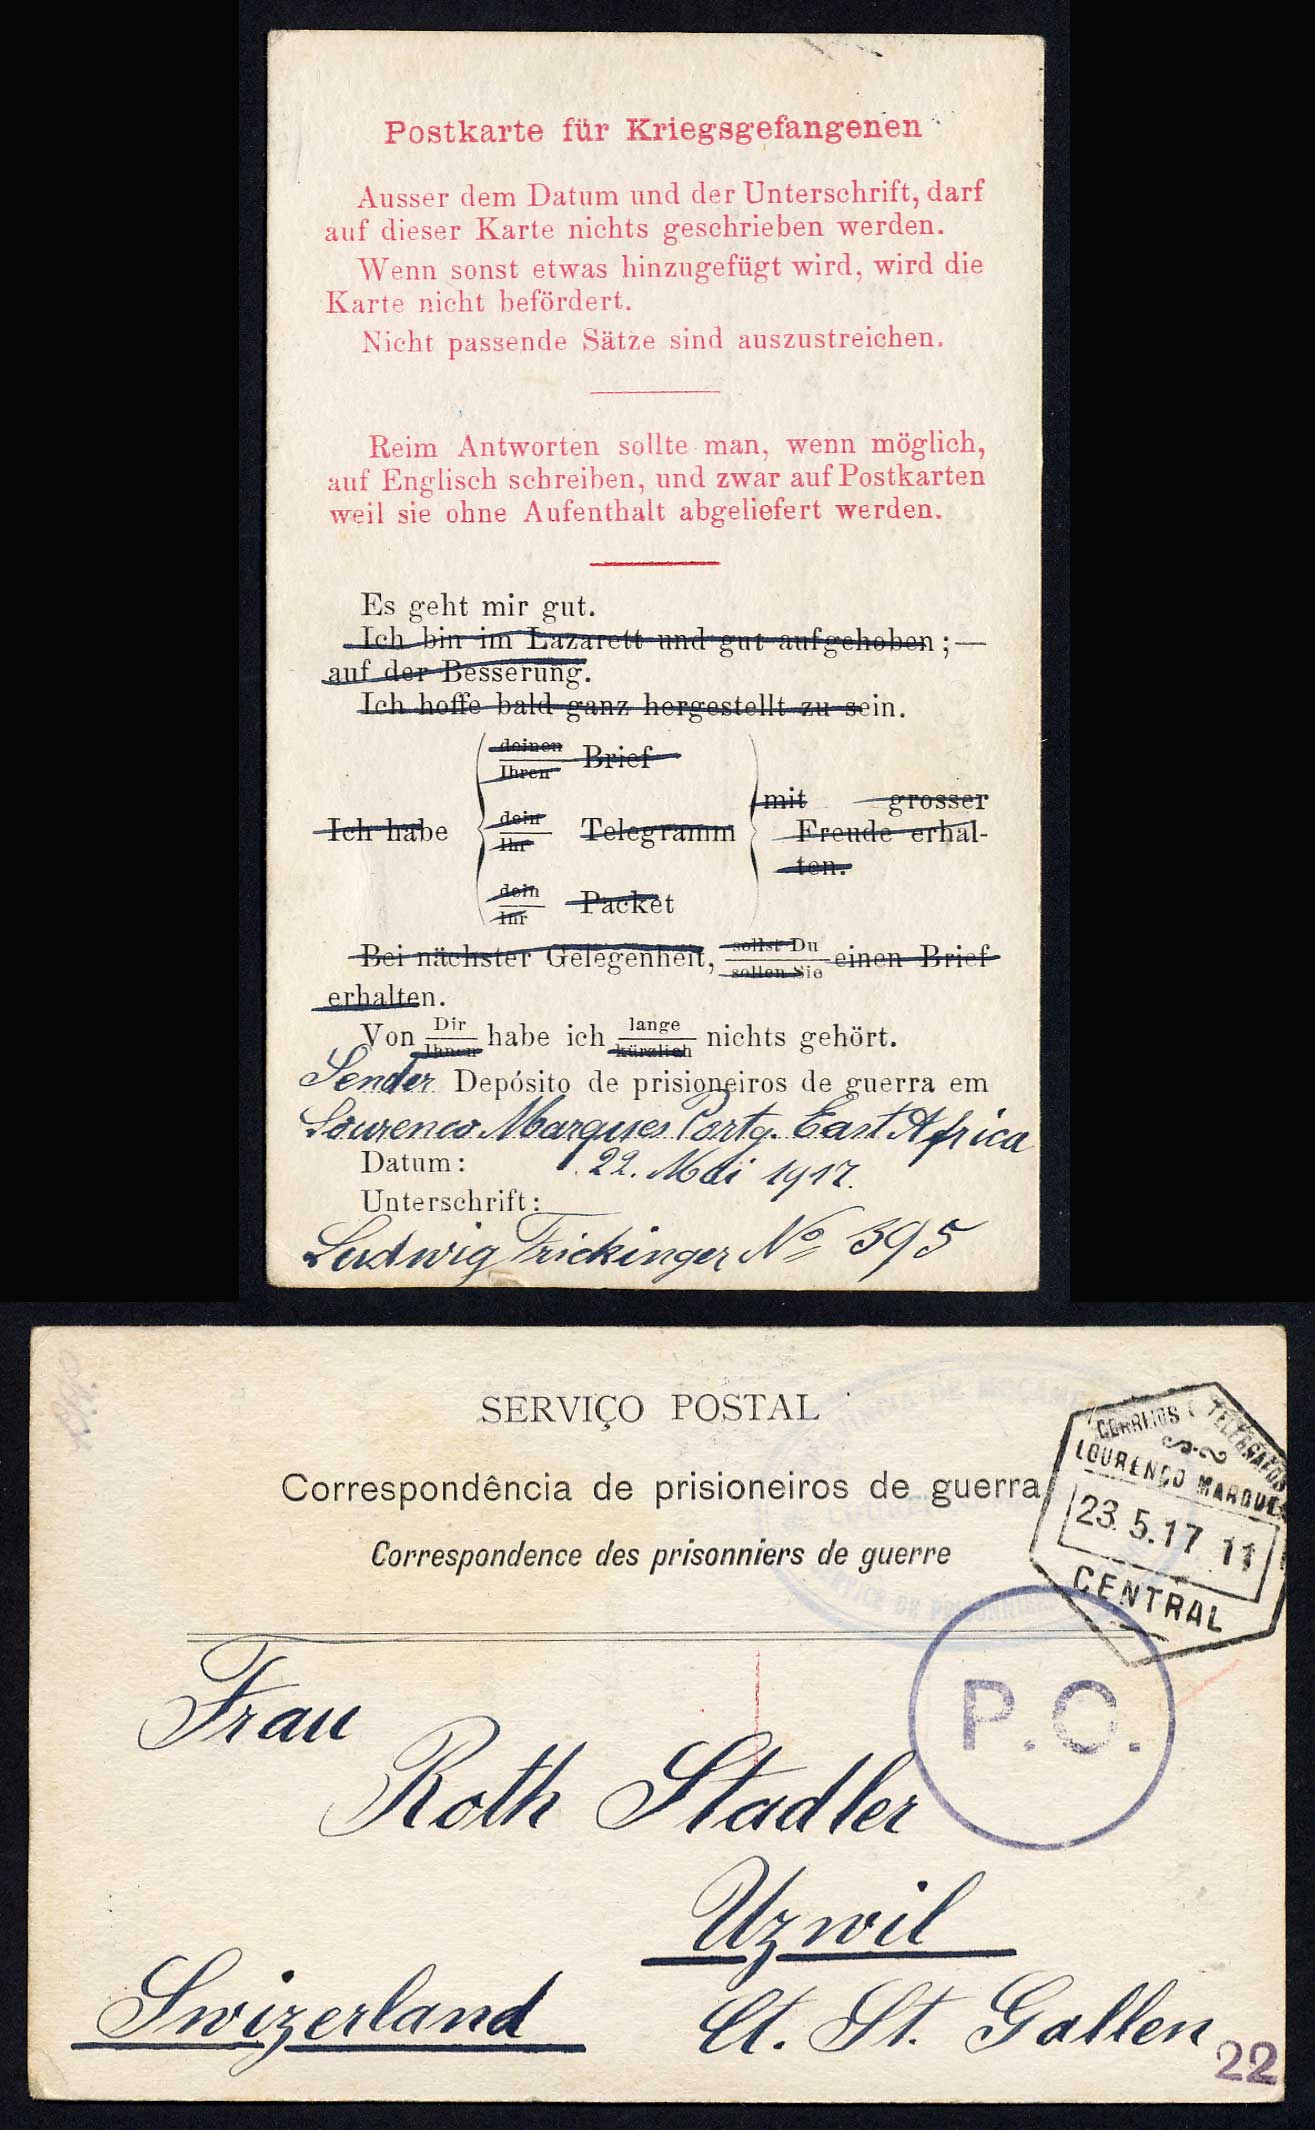 Postkarte für Kriegsgefangenen
Ausser dem Datum und der Unterschrift, darf
auf dieser Karte nichts geschrieben werden.
Wenn sonst etwas hinzugefügt wird, wird die
Karte nicht befördert.
Nicht passende Sätze sind auszustreichen.
Reim Antworten sollte man, wenn möglich,
auf Englisch schreiben, und zwar auf Postkarten
weil sie ohne Aufenthalt abgeliefert werden.
Es geht mir gut.
Ich bin im Lazarett und gut aufgehoben; —
auf der Besserung.
Ich hoffe bald ganz hergestellt zu sein.
deinen
Ihren Brief
Ich habe
dein
Ihr Telegramm
dein
Ihr Packet
mit grosser
Freude erhal-
ten.
Bei nächster Gelegenheit, sollst Du
sollen Sie einen Brief
erhalten.
Von Dir
Ihnen habe ich lange
kürzlich nichts gehört.
Sender Depósito de prisioneiros de guerra em
Lourenco Marques Portg. East Africa
Datum: 22. Mai 1917.
Unterschrift:
Ludwig Frickinger No 395
SERVIÇO POSTAL
Correspondência de prisioneiros de guerra
Correspondence des prisonniers de guerre
CORREIOS E TELEGRAFOS
LOURENÇO MARQUES
23.5.17 11
CENTRAL
P.C.
Frau
Roth Stadler
Uzwil
Swizerland
Ct. St. Gallen
22